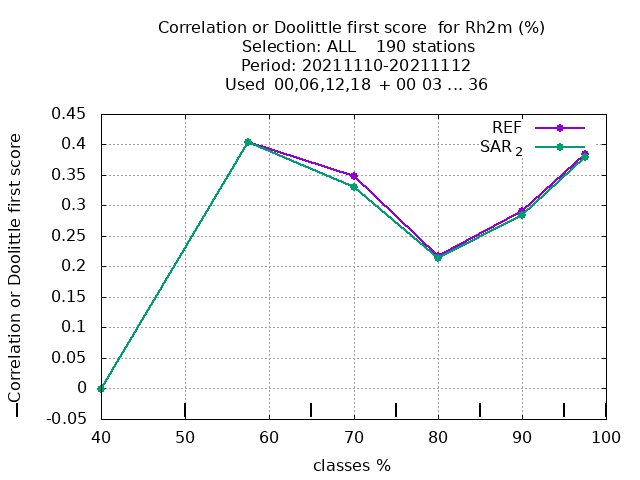 Correlation or Doolittle first score  for Rh2m (%)
Selection: ALL    190 stations
Period: 20211110-20211112
Used  00,06,12,18  + 00 03 ... 36
Correlation or Doolittle first score
REF
SAR 2
0.45
0.4
0.35
0.3
0.25
0.2
0.15
0.1
0.05
0
-0.05
40 50 60 70 80 90 100
classes %